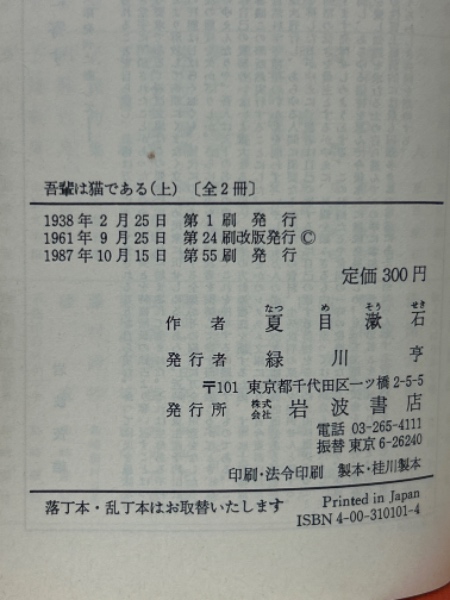 吾輩は猫である(上) 〔全2冊〕
1938年2月25日 第1刷発行
1961年9月25日 第24刷改版発行 ©
1987年10月15日 第55刷発行
定価300円
なつ め そう せき
作者 夏目漱石
発行者 緑川亨
〒101 東京都千代田区一ツ橋2-5-5
発行所 株式会社 岩波書店
電話 03-265-4111
振替 東京6-26240
印刷・法令印刷 製本・桂川製本
落丁本・乱丁本はお取替いたします
Printed in Japan
ISBN4-00-310101-4